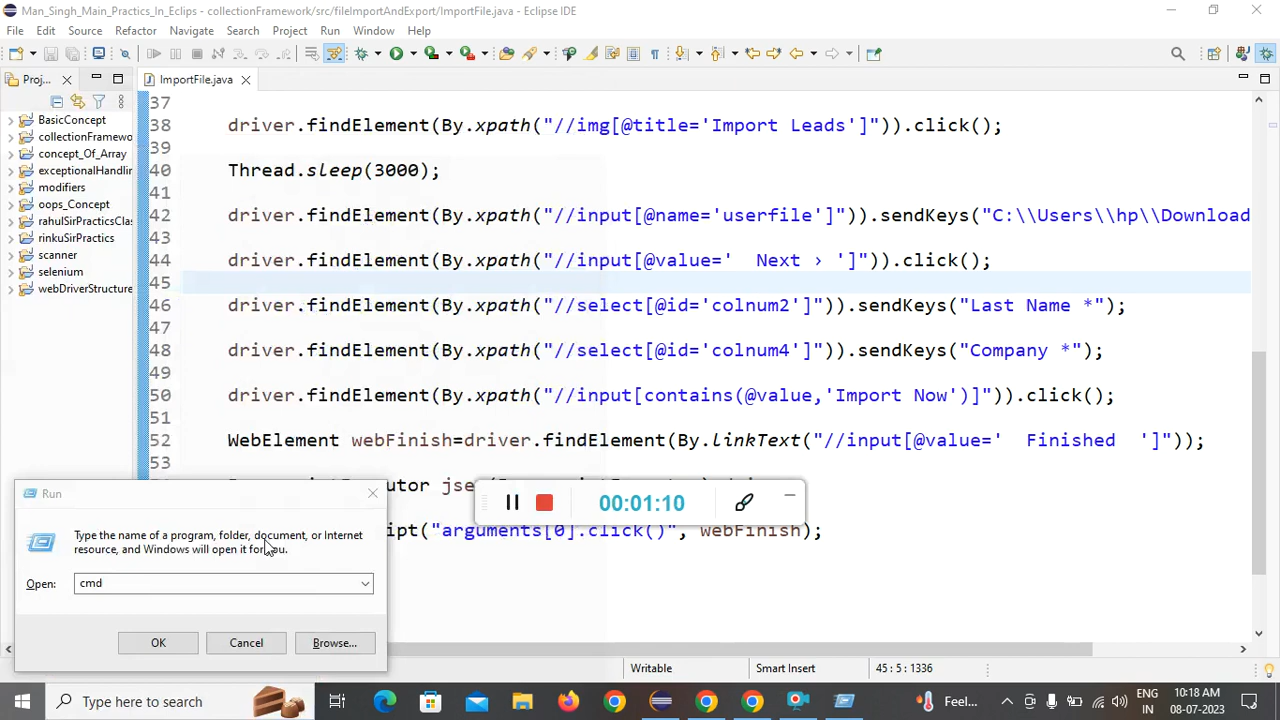 Man_Singh_Main_Practics_In_Eclips - collectionFramework/src/fileImportAndExport/ImportFile.java - Eclipse IDE
File Edit Source Refactor Navigate Search Project Run Window Help
Proj...
ImportFile.java
BasicConcept
collectionFramewo
concept_Of_Array
exceptionalHandlin
modifiers
oops_Concept
rahulSirPracticsClas
rinkuSirPractics
scanner
selenium
webDriverStructure
37
38 driver.findElement(By.xpath("//img[@title='Import Leads']")).click();
39
40 Thread.sleep(3000);
41
42 driver.findElement(By.xpath("//input[@name='userfile']")).sendKeys("C:\\Users\\hp\\Download
43
44 driver.findElement(By.xpath("//input[@value='  Next › ']")).click();
45
46 driver.findElement(By.xpath("//select[@id='colnum2']")).sendKeys("Last Name *");
47
48 driver.findElement(By.xpath("//select[@id='colnum4']")).sendKeys("Company *");
49
50 driver.findElement(By.xpath("//input[contains(@value,'Import Now')]")).click();
51
52 WebElement webFinish=driver.findElement(By.linkText("//input[@value='  Finished  ']"));
53
utor jse
ipt("arguments[0].click()", webFinish);
00:01:10
Run
Type the name of a program, folder, document, or Internet
resource, and Windows will open it for you.
Open: cmd
OK Cancel Browse...
Writable Smart Insert 45 : 5 : 1336
Type here to search
Feel...
ENG
IN
10:18 AM
08-07-2023